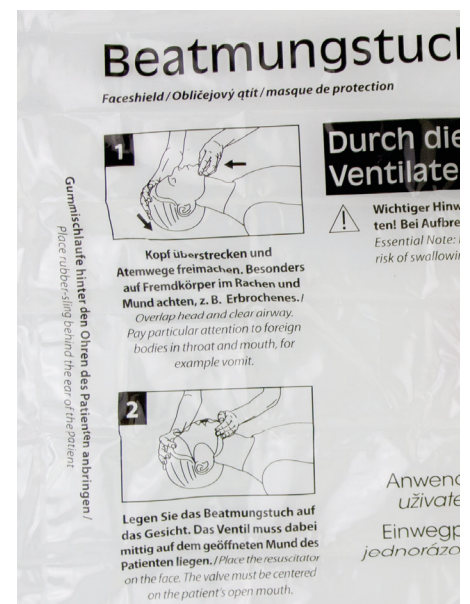 Beatmungstuch
Faceshield / Obličejový qtít / masque de protection
1
Kopf überstrecken und
Atemwege freimachen. Besonders
auf Fremdkörper im Rachen und
Mund achten, z. B. Erbrochenes. /
Overlap head and clear airway.
Pay particular attention to foreign
bodies in throat and mouth, for
example vomit.
2
Legen Sie das Beatmungstuch auf
das Gesicht. Das Ventil muss dabei
mittig auf dem geöffneten Mund des
Patienten liegen. / Place the resuscitator
on the face. The valve must be centered
on the patient's open mouth.
Gummischlaufe hinter den Ohren des Patienten anbringen /
Place rubber-sling behind the ear of the Patient
Durch die
Ventilate
Wichtiger Hinw
ten! Bei Aufbre
Essential Note:
risk of swallowin
Anwend
uživate
Einwegp
jednorázo